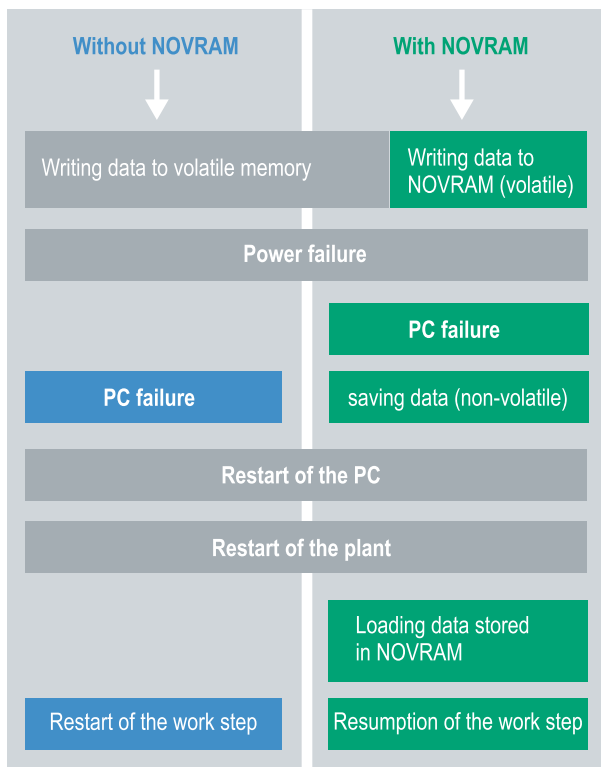 Without NOVRAM
With NOVRAM
Writing data to volatile memory
Writing data to
NOVRAM (volatile)
Power failure
PC failure
PC failure
saving data (non-volatile)
Restart of the PC
Restart of the plant
Loading data stored
in NOVRAM
Restart of the work step
Resumption of the work step